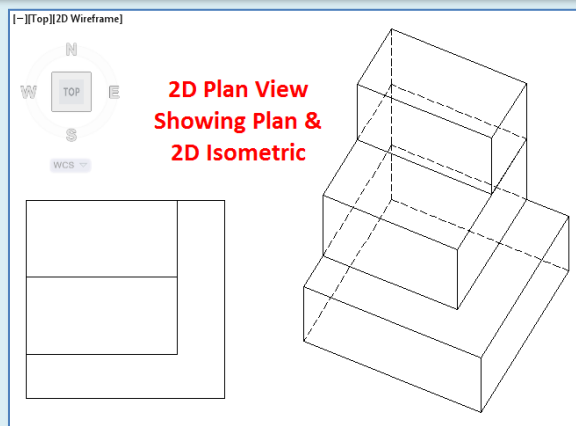 [−][Top][2D Wireframe]
N
W TOP E
S
WCS
2D Plan View
Showing Plan &
2D Isometric